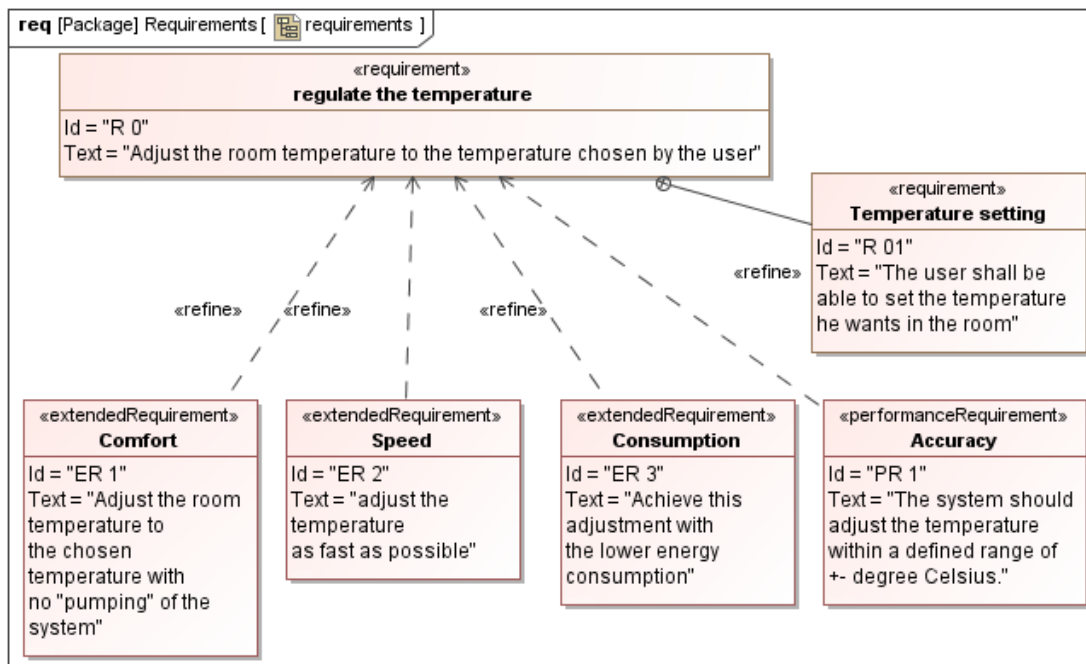 req [Package] Requirements [ requirements ]
«requirement»
regulate the temperature
Id = "R 0"
Text = "Adjust the room temperature to the temperature chosen by the user"
«requirement»
Temperature setting
Id = "R 01"
Text = "The user shall be
able to set the temperature
he wants in the room"
«refine»
«refine»
«refine»
«refine»
«extendedRequirement»
Comfort
Id = "ER 1"
Text = "Adjust the room
temperature to
the chosen
temperature with
no "pumping" of the
system"
«extendedRequirement»
Speed
Id = "ER 2"
Text = "adjust the
temperature
as fast as possible"
«extendedRequirement»
Consumption
Id = "ER 3"
Text = "Achieve this
adjustment with
the lower energy
consumption"
«performanceRequirement»
Accuracy
Id = "PR 1"
Text = "The system should
adjust the temperature
within a defined range of
+- degree Celsius."